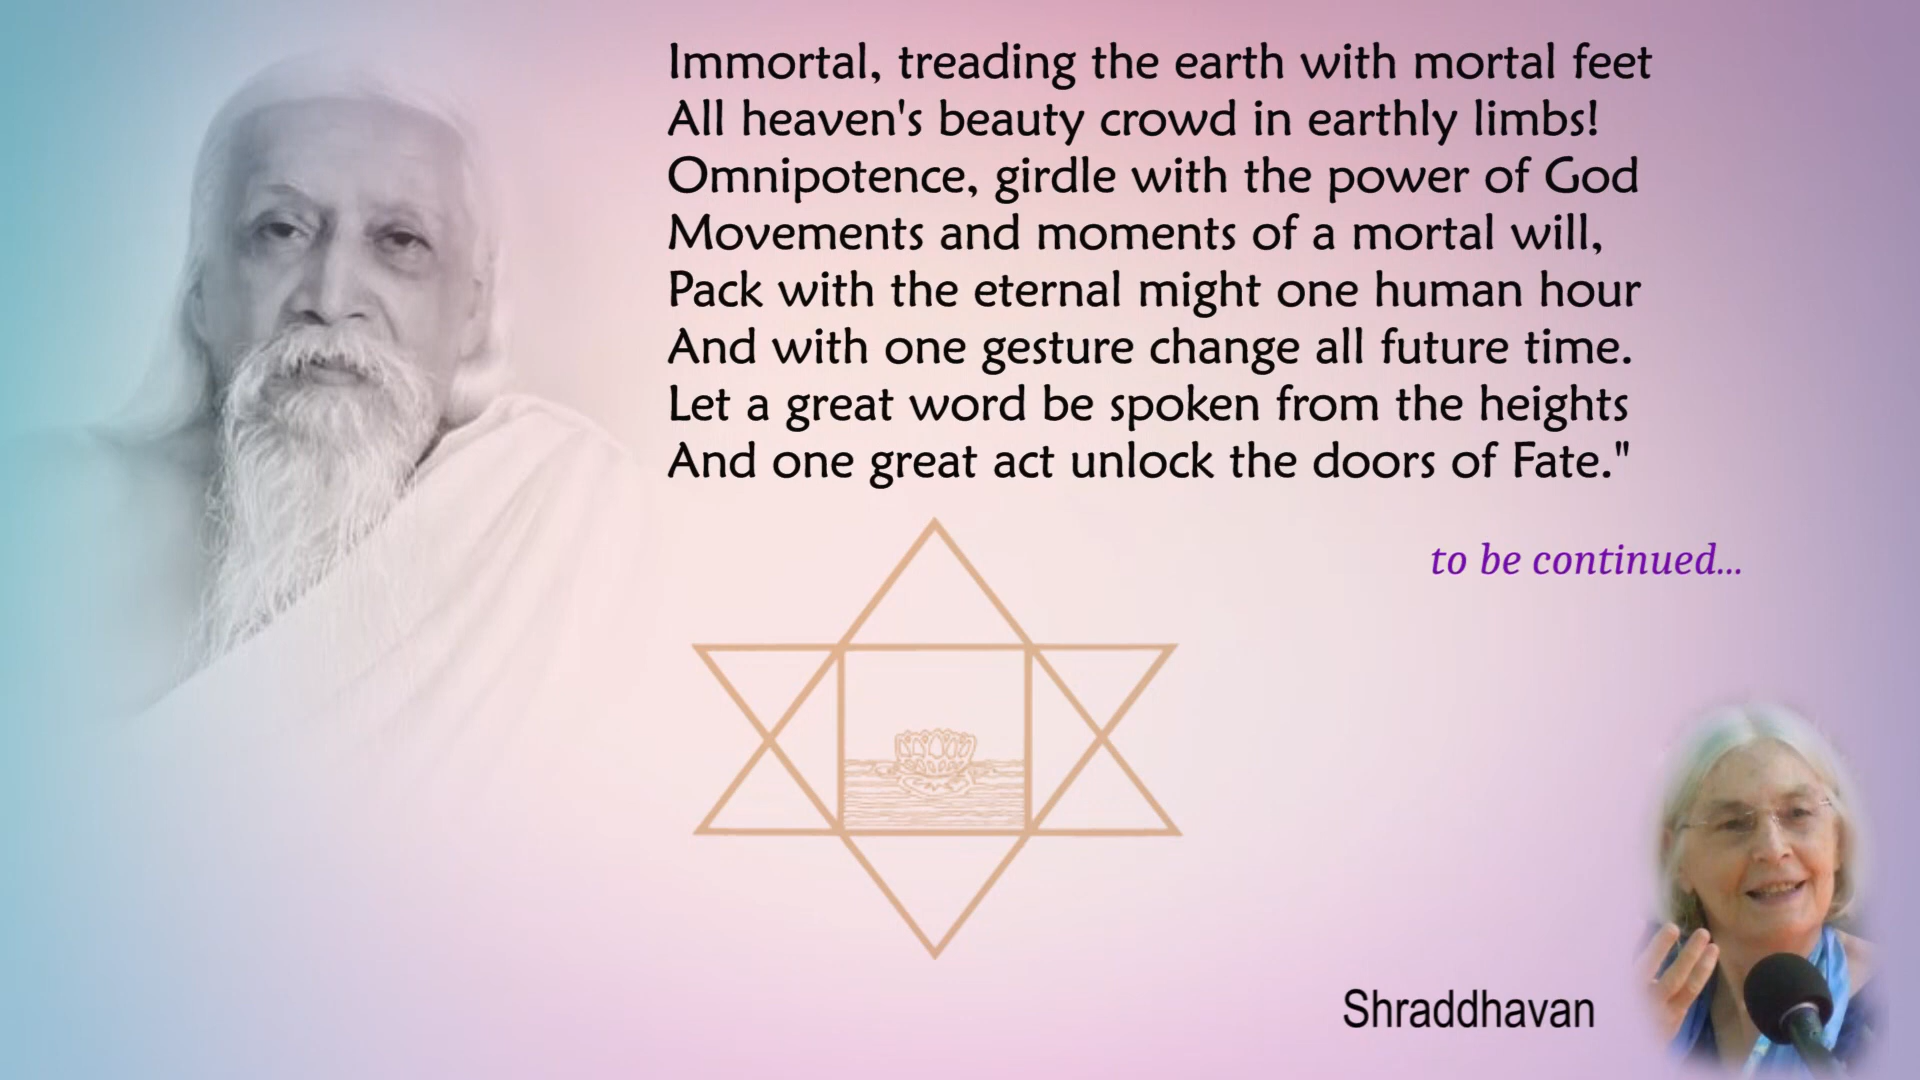 Immortal, treading the earth with mortal feet
All heaven's beauty crowd in earthly limbs!
Omnipotence, girdle with the power of God
Movements and moments of a mortal will,
Pack with the eternal might one human hour
And with one gesture change all future time.
Let a great word be spoken from the heights
And one great act unlock the doors of Fate."
to be continued...
Shraddhavan